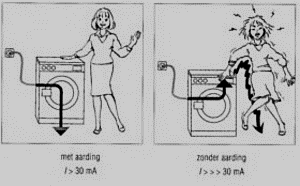 met aarding
I > 30 mA
zonder aarding
I > > > 30 mA